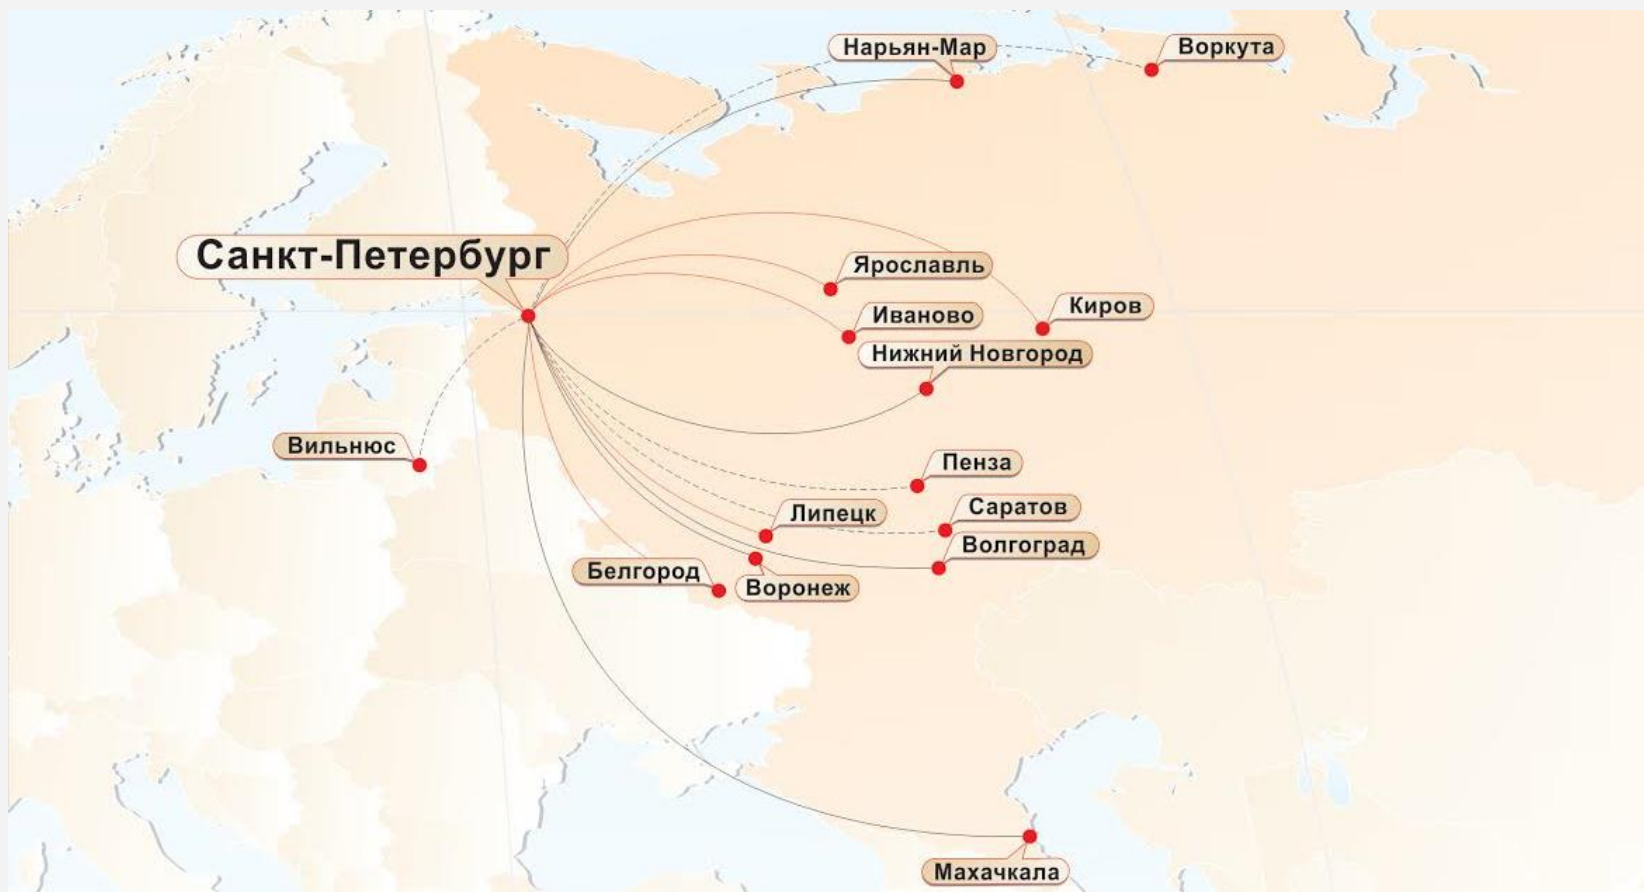 Нарьян-Мар
Воркута
Санкт-Петербург
Ярославль
Киров
Иваново
Нижний Новгород
Вильнюс
Пенза
Липецк
Саратов
Волгоград
Белгород
Воронеж
Махачкала